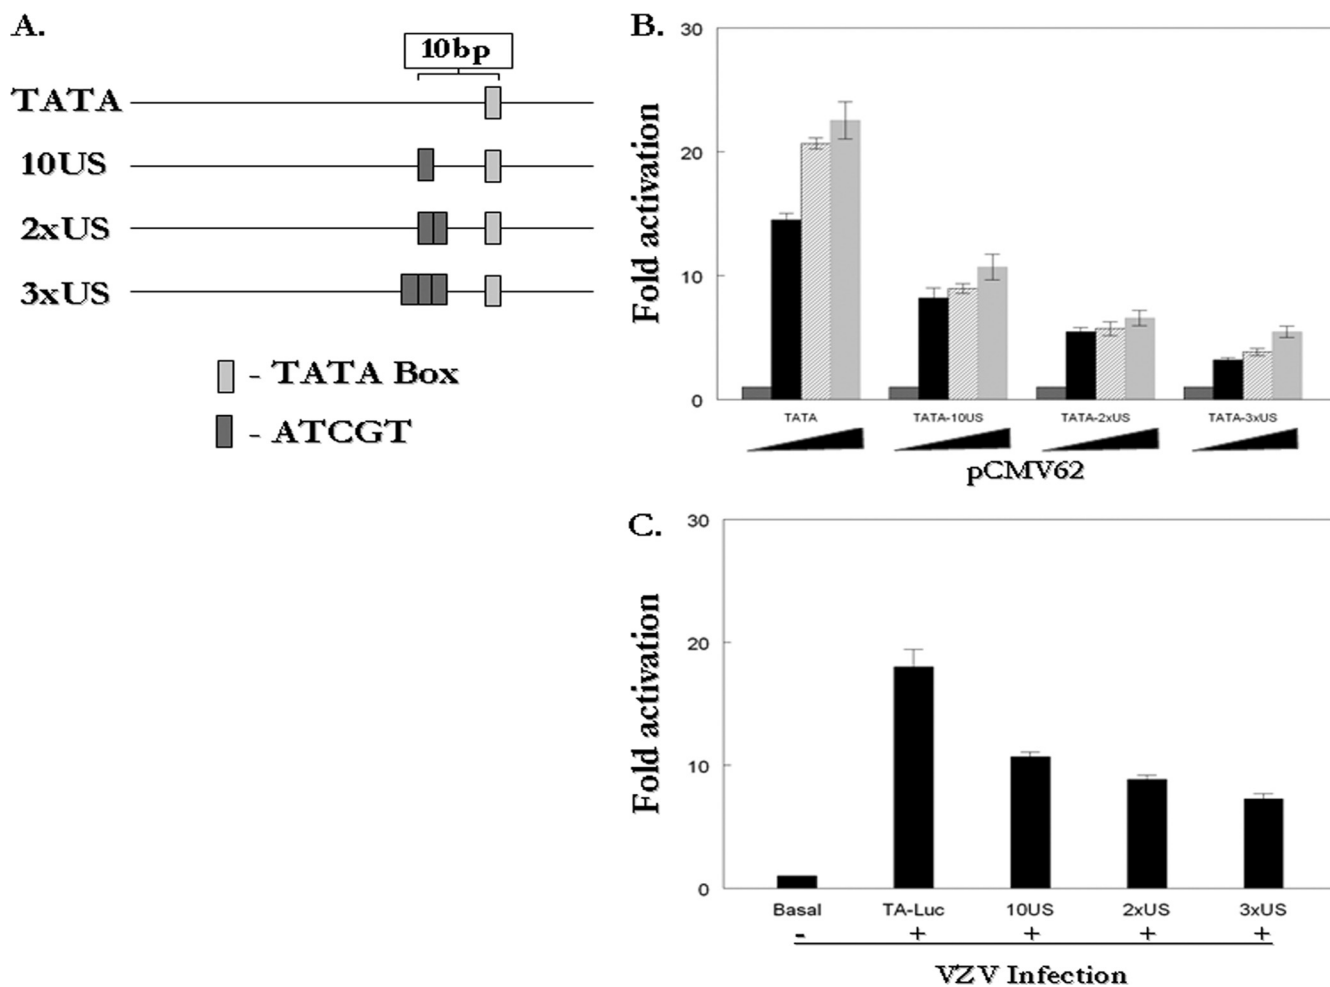 A.
10bp
TATA
10US
2xUS
3xUS
- TATA Box
- ATCGT
B.
Fold activation
30
20
10
0
TATA
TATA-10US
TATA-2xUS
TATA-3xUS
pCMV62
C.
Fold activation
30
20
10
0
Basal
TA-Luc
10US
2xUS
3xUS
- + + + +
VZV Infection